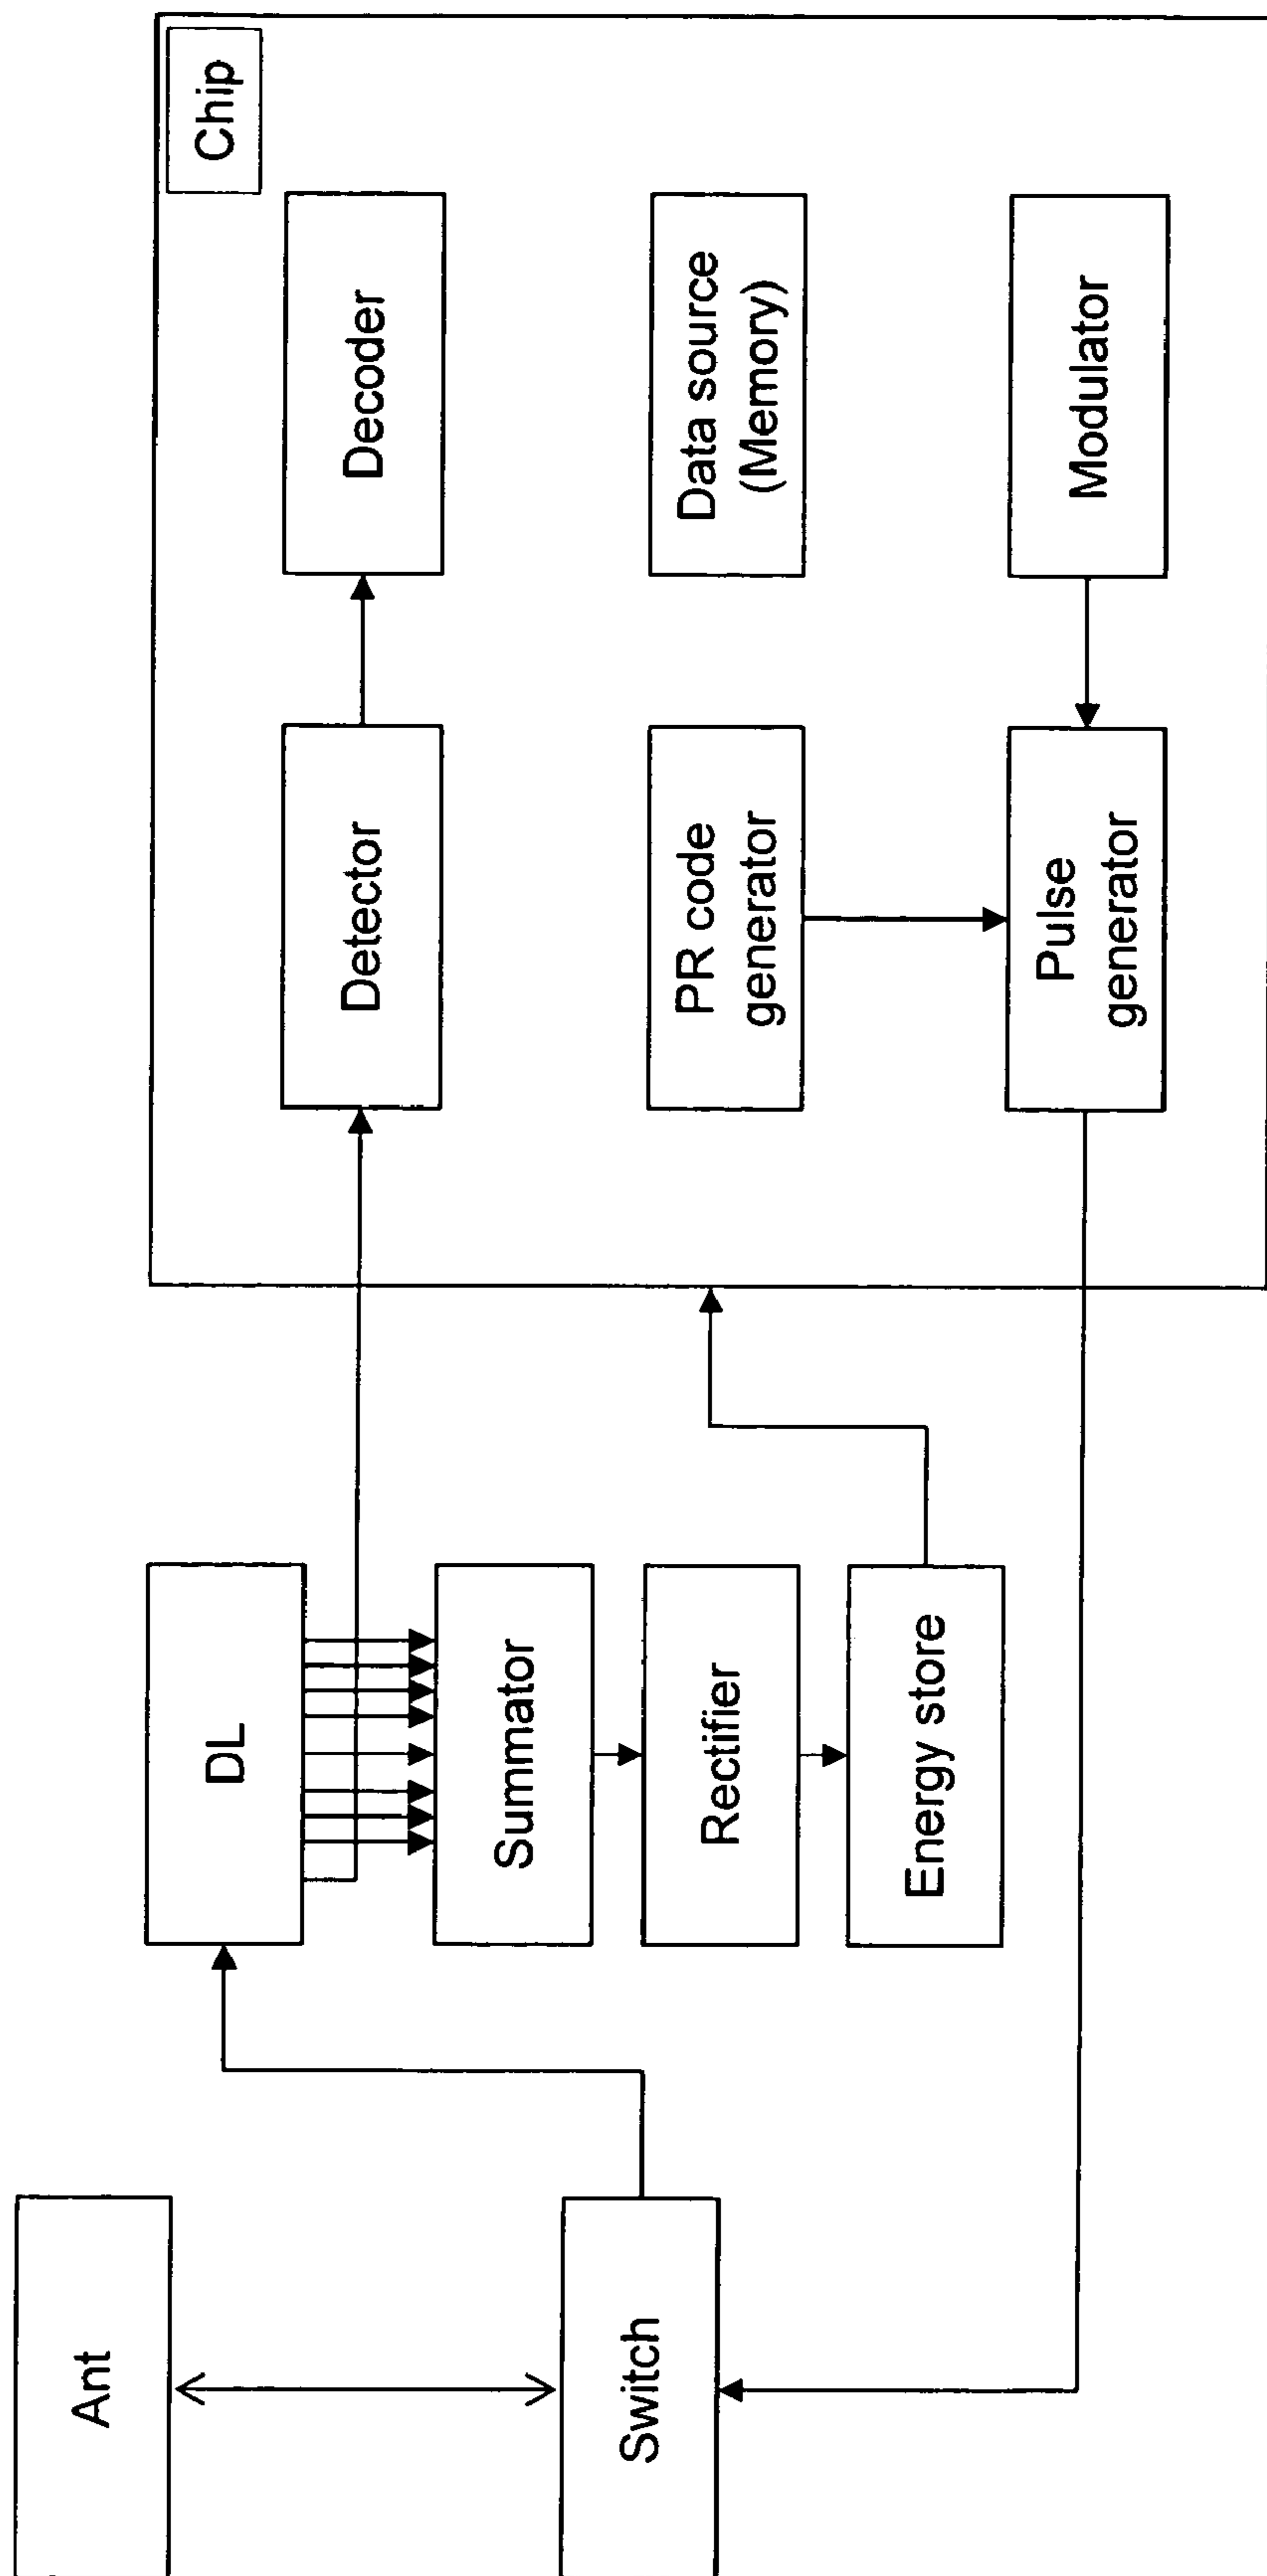 Ant
Switch
DL
Summator
Rectifier
Energy store
Chip
Detector
Decoder
PR code
generator
Data source
(Memory)
Pulse
generator
Modulator